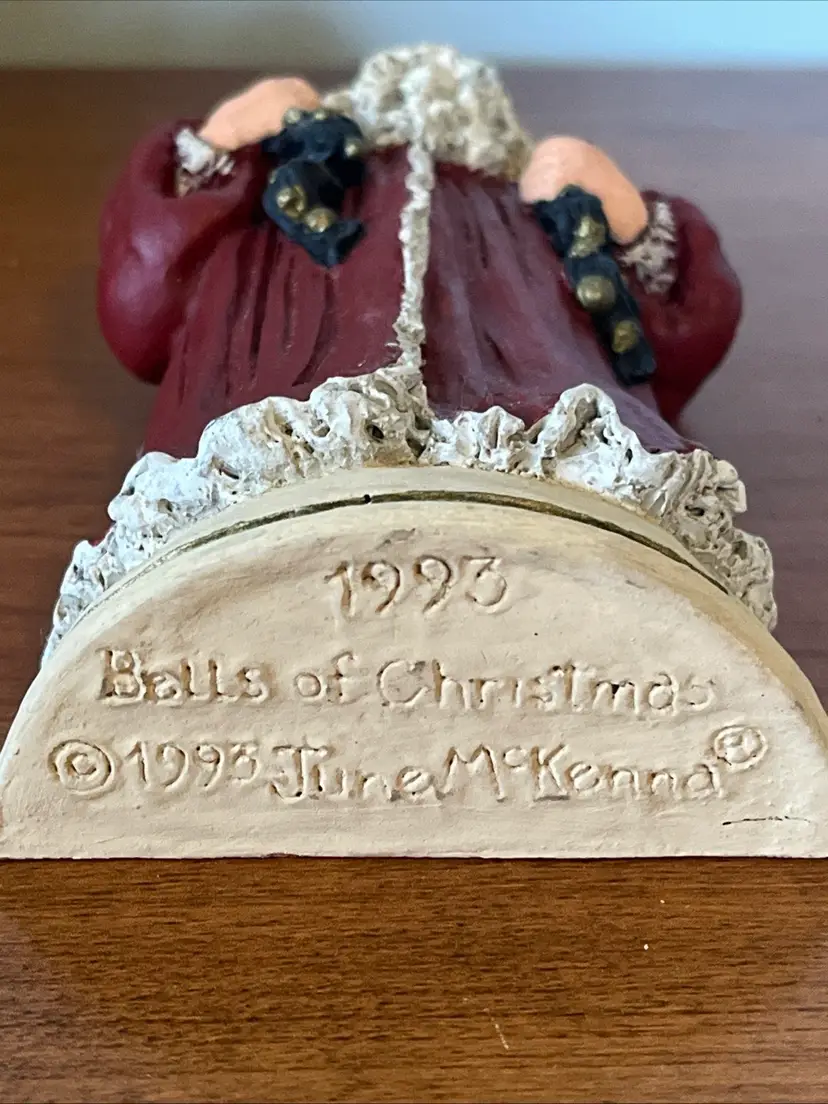 1993
Bells of Christmas
©1993 June McKenna®